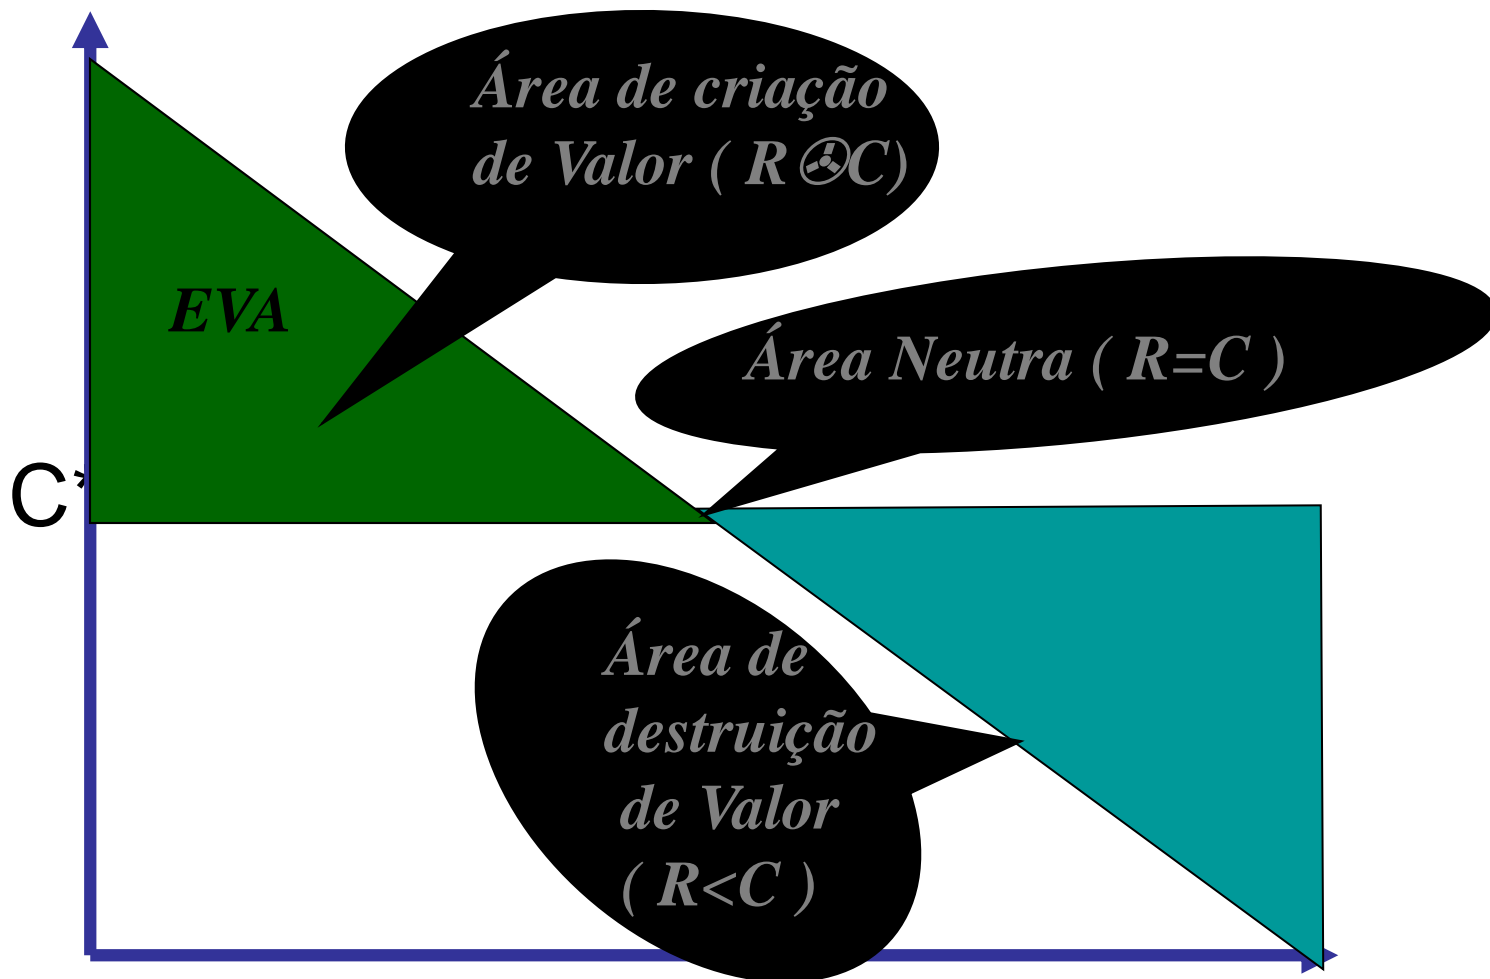 Área de criação
de Valor ( R ✇C)
EVA
Área Neutra ( R=C )
C*
Área de
destruição
de Valor
( R<C )